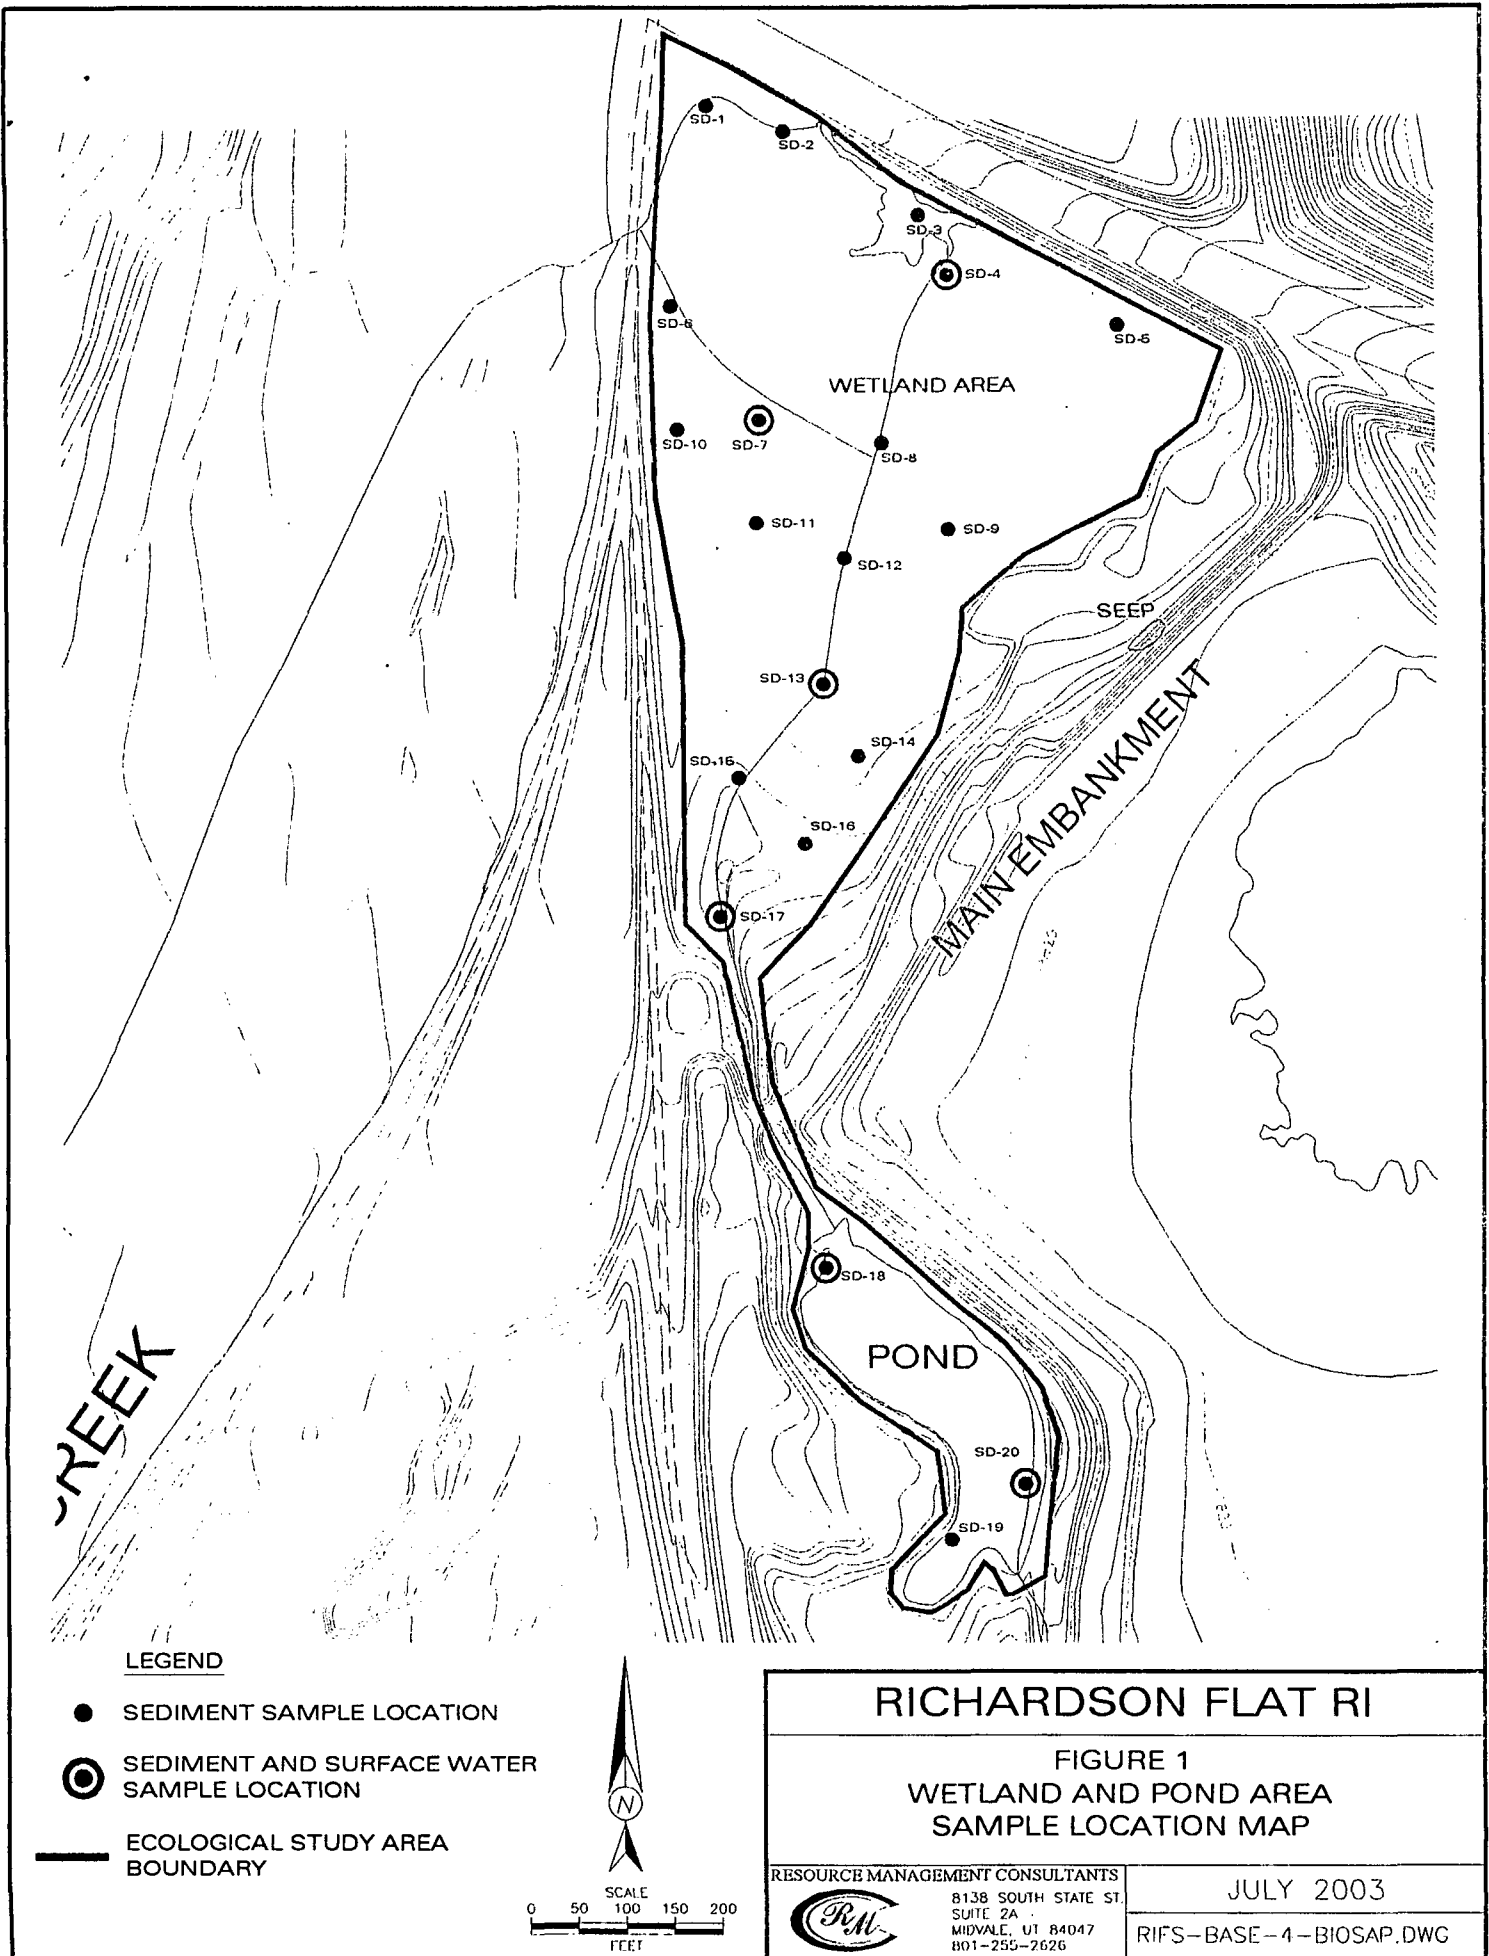 SD-1
SD-2
SD-3
SD-4
SD-5
SD-6
WETLAND AREA
SD-10
SD-7
SD-8
SD-11
SD-9
SD-12
SEEP
SD-13
MAIN EMBANKMENT
SD-14
SD-15
SD-16
SD-17
SD-18
POND
CREEK
SD-20
SD-19
LEGEND
SEDIMENT SAMPLE LOCATION
SEDIMENT AND SURFACE WATER
SAMPLE LOCATION
ECOLOGICAL STUDY AREA
BOUNDARY
N
SCALE
0 50 100 150 200
FEET
RICHARDSON FLAT RI
FIGURE 1
WETLAND AND POND AREA
SAMPLE LOCATION MAP
RESOURCE MANAGEMENT CONSULTANTS
RMC
8138 SOUTH STATE ST.
SUITE 2A
MIDVALE, UT 84047
801-255-2626
JULY 2003
RIFS-BASE-4-BIOSAP.DWG